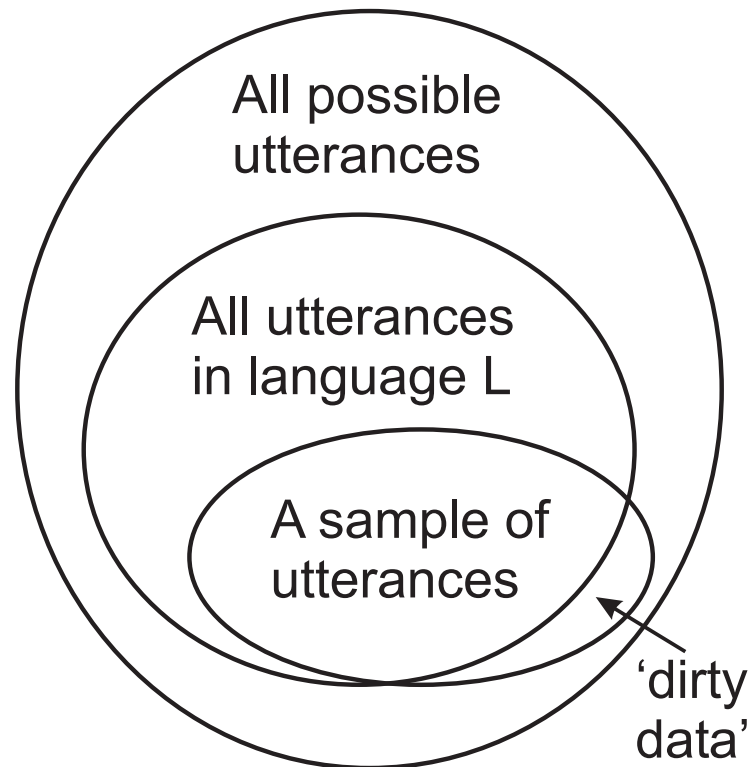 All possible
utterances
All utterances
in language L
A sample of
utterances
‘dirty
data’